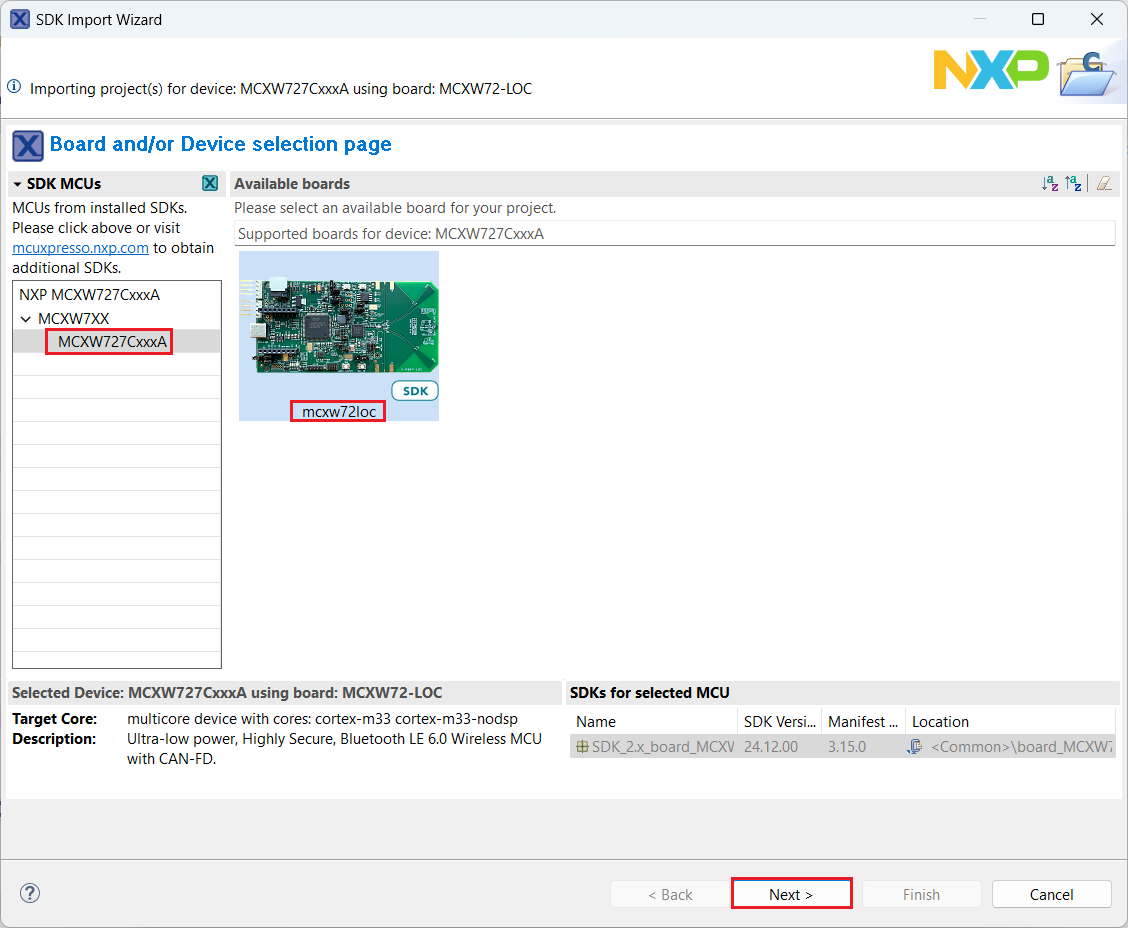 SDK Import Wizard
Importing project(s) for device: MCXW727CxxxA using board: MCXW72-LOC
NXP
Board and/or Device selection page
SDK MCUs
MCUs from installed SDKs.
Please click above or visit
mcuxpresso.nxp.com to obtain
additional SDKs.
NXP MCXW727CxxxA
MCXW7XX
MCXW727CxxxA
Available boards
Please select an available board for your project.
Supported boards for device: MCXW727CxxxA
SDK
mcxw72loc
Selected Device: MCXW727CxxxA using board: MCXW72-LOC
Target Core: multicore device with cores: cortex-m33 cortex-m33-nodsp
Description: Ultra-low power, Highly Secure, Bluetooth LE 6.0 Wireless MCU
with CAN-FD.
SDKs for selected MCU
Name SDK Versi... Manifest ... Location
SDK_2.x_board_MCXW 24.12.00 3.15.0 <Common>\board_MCXW7
< Back Next > Finish Cancel